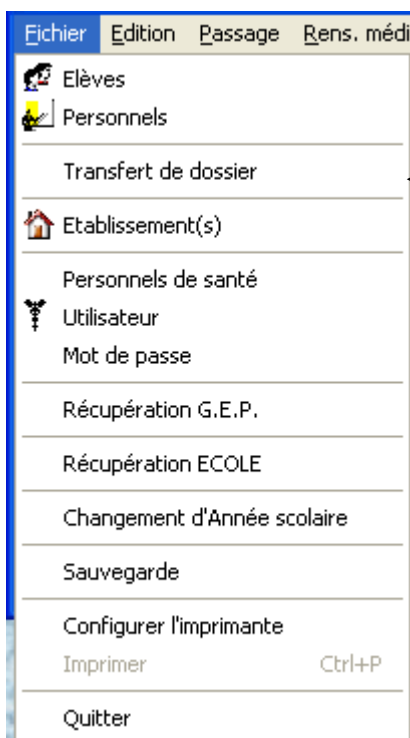 Fichier Edition Passage Rens. médi
Elèves
Personnels
Transfert de dossier
Etablissement(s)
Personnels de santé
Utilisateur
Mot de passe
Récupération G.E.P.
Récupération ECOLE
Changement d'Année scolaire
Sauvegarde
Configurer l'imprimante
Imprimer Ctrl+P
Quitter